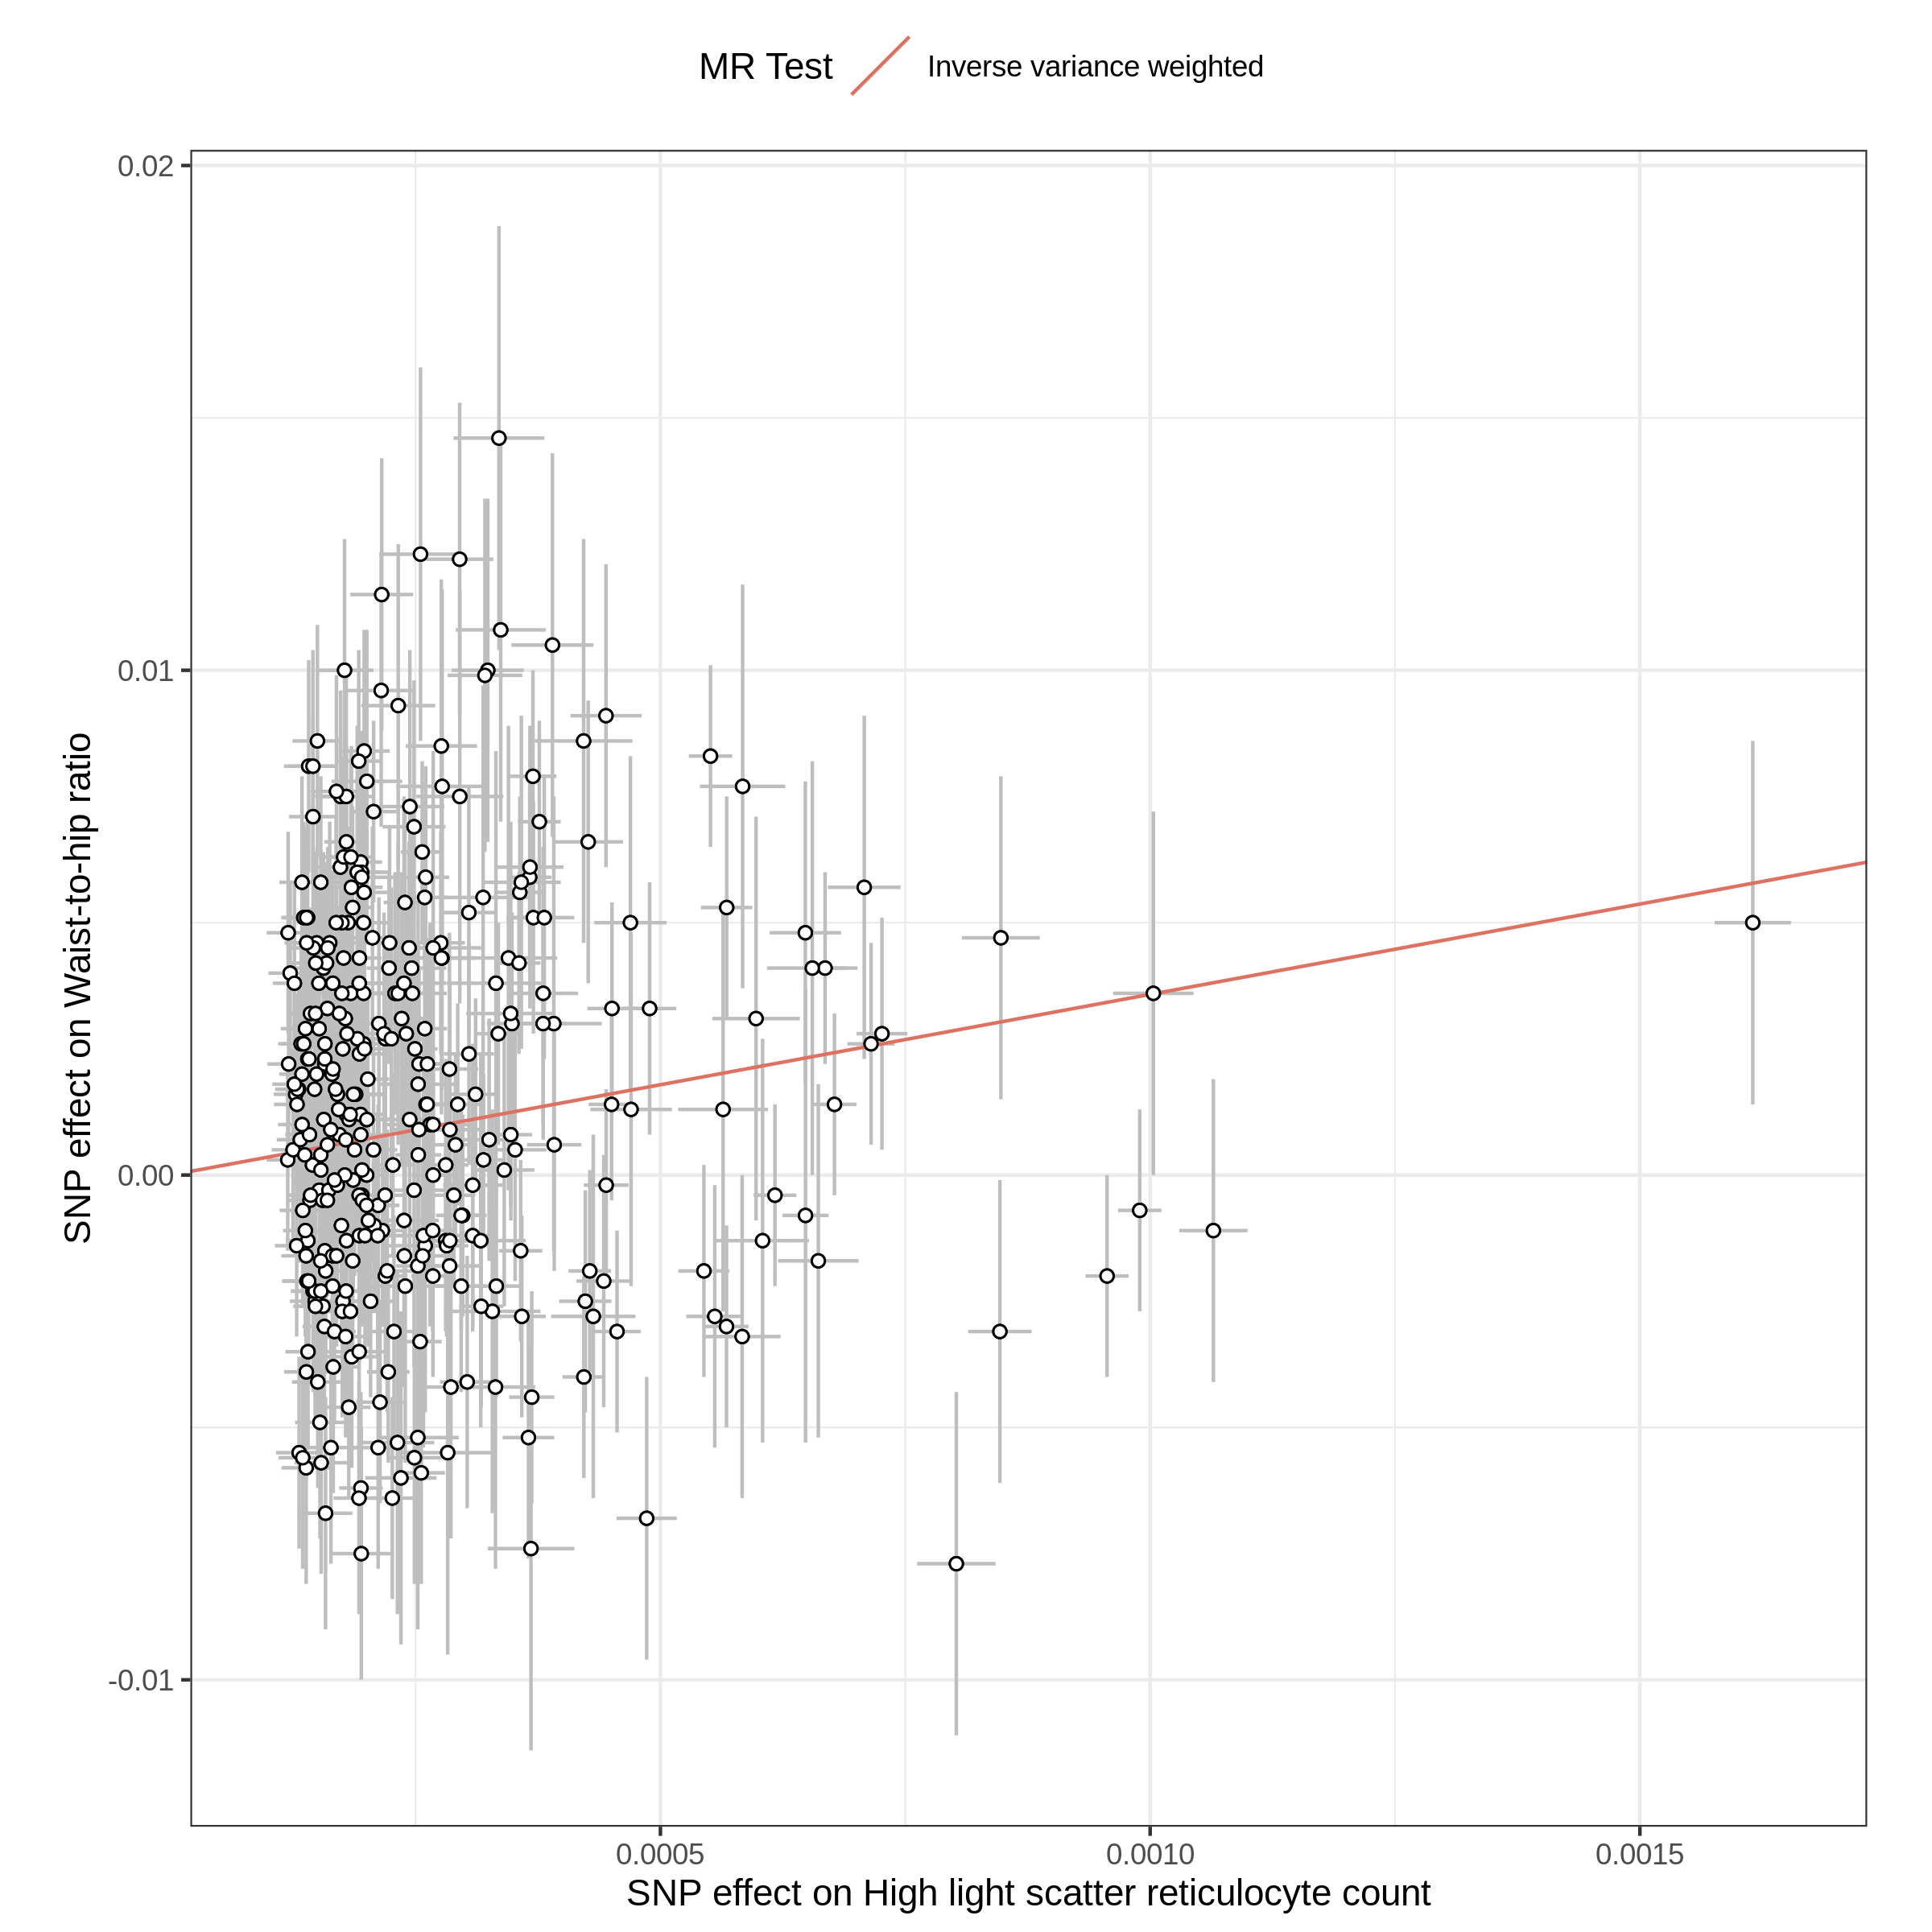 MR Test Inverse variance weighted
0.02
0.01
0.00
-0.01
SNP effect on Waist-to-hip ratio
0.0005 0.0010 0.0015
SNP effect on High light scatter reticulocyte count